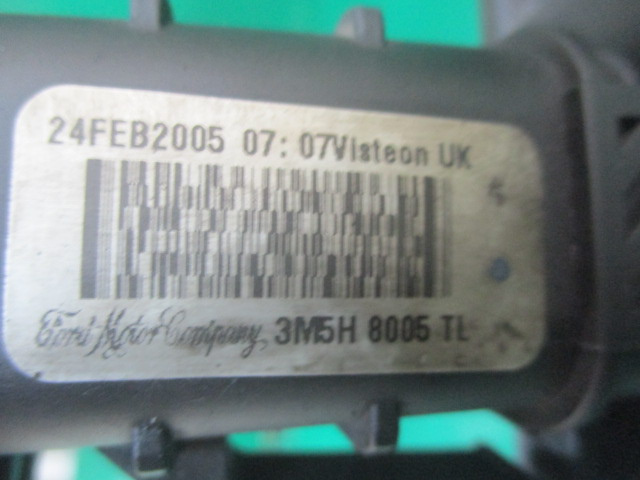 24FEB2005 07:07Visteon UK
Ford Motor Company 3M5H 8005 TL